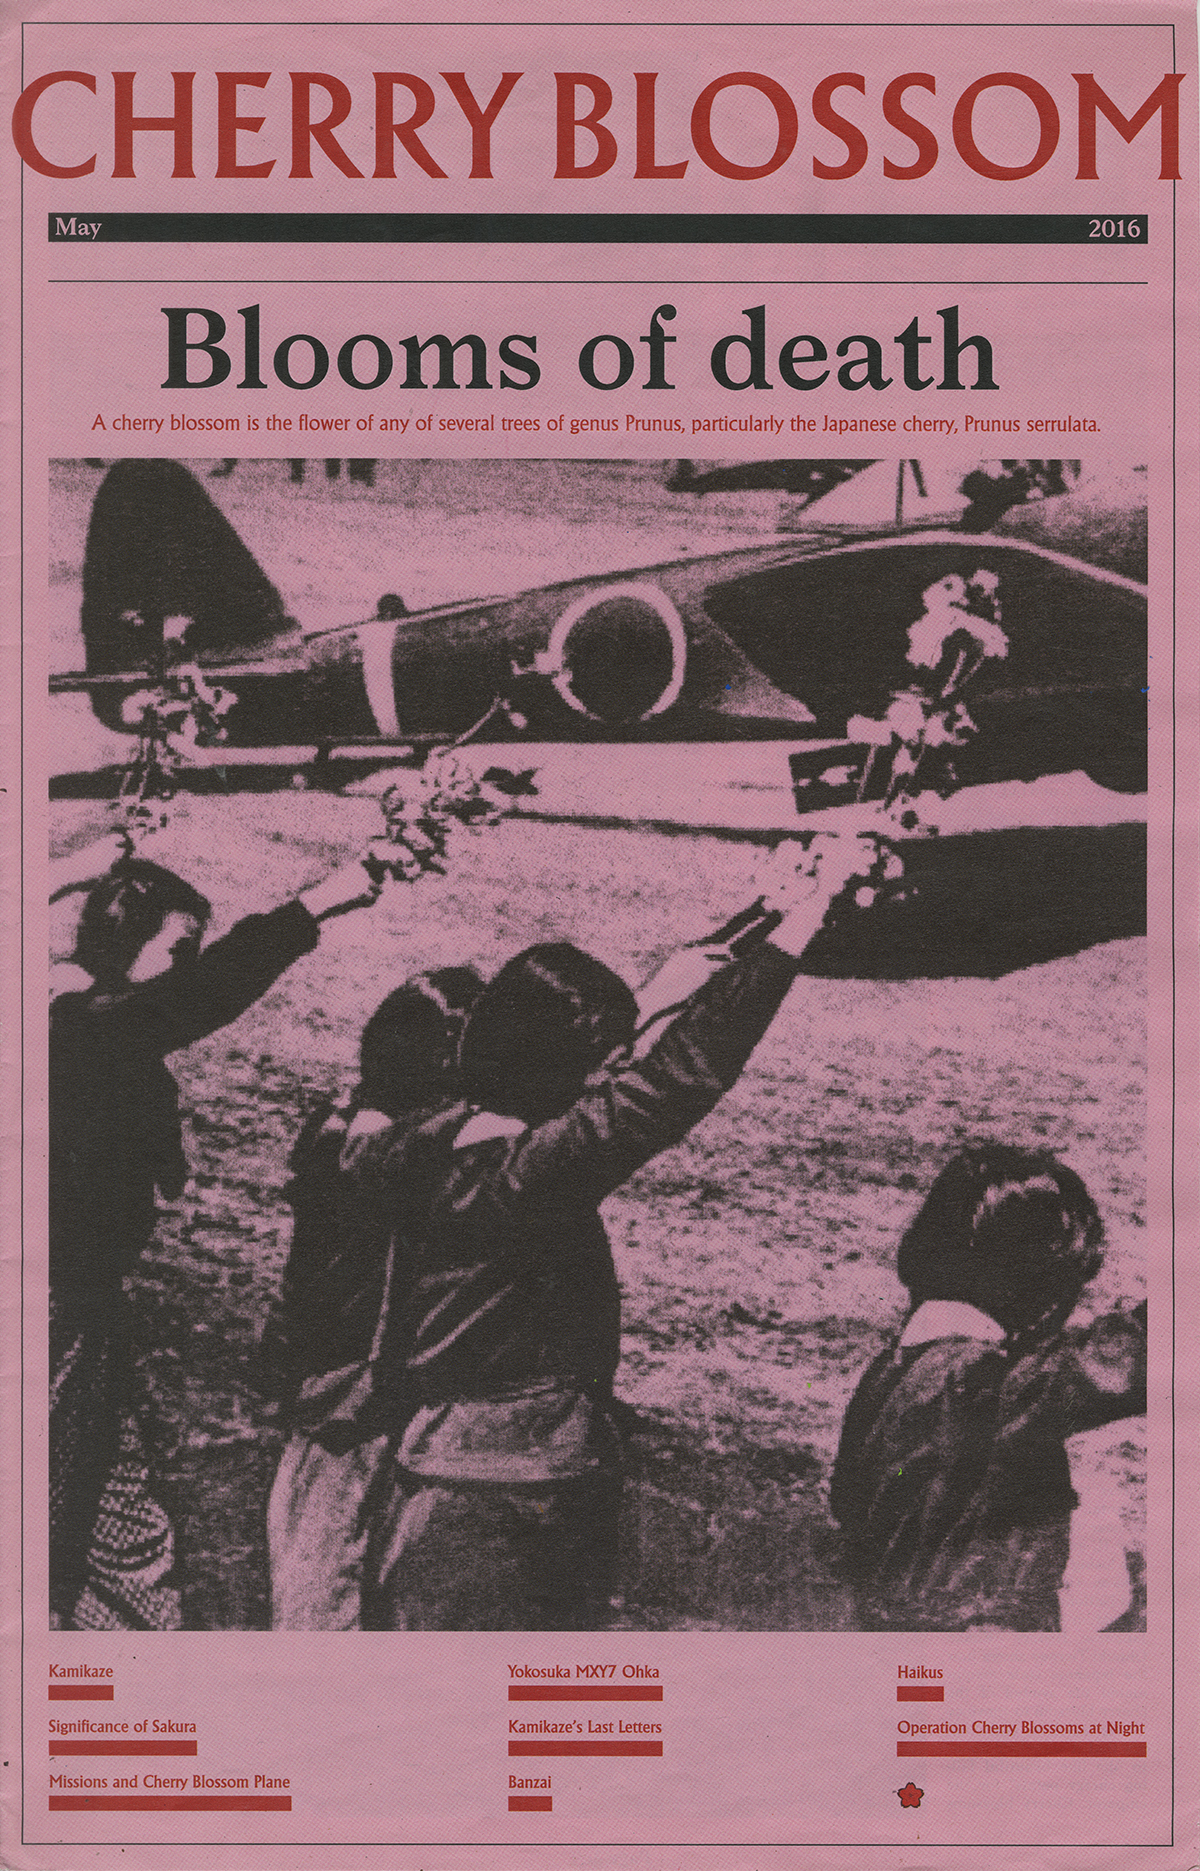 CHERRY BLOSSOM
May 2016
Blooms of death
A cherry blossom is the flower of any of several trees of genus Prunus, particularly the Japanese cherry, Prunus serrulata.
Kamikaze
Significance of Sakura
Missions and Cherry Blossom Plane
Yokosuka MXY7 Ohka
Kamikaze's Last Letters
Banzai
Haikus
Operation Cherry Blossoms at Night